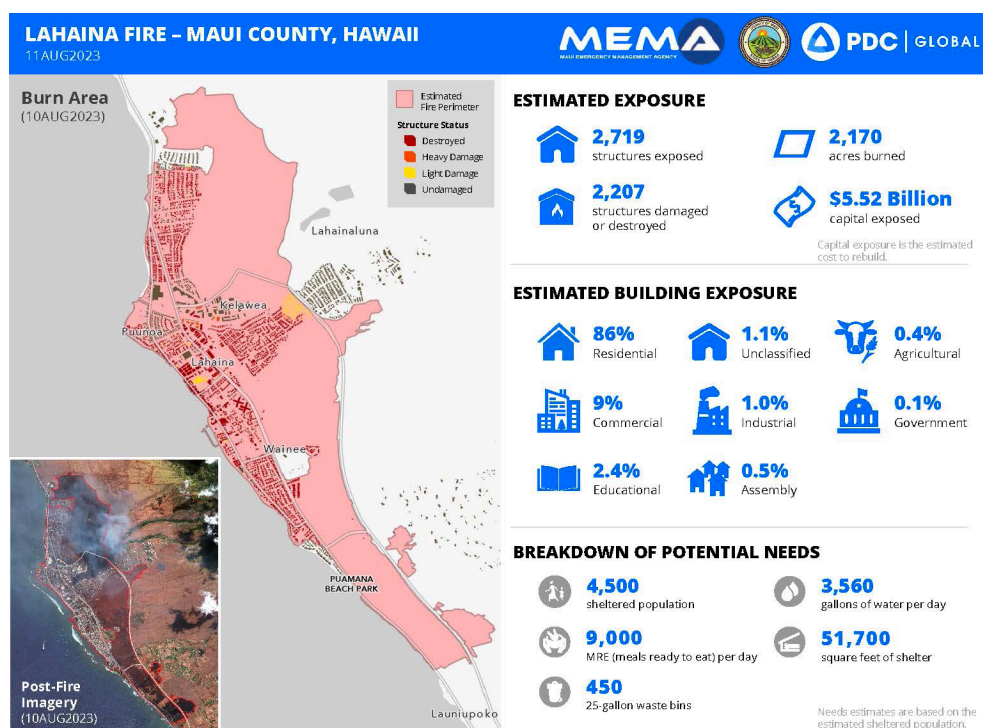 LAHAINA FIRE – MAUI COUNTY, HAWAII
11AUG2023
MEMA
MAUI EMERGENCY MANAGEMENT AGENCY
PDC | GLOBAL
Burn Area
(10AUG2023)
Estimated
Fire Perimeter
Structure Status
Destroyed
Heavy Damage
Light Damage
Undamaged
Lahainaluna
Kelawea
Puunoa
Lahaina
Wainee
PUAMANA
BEACH PARK
Launiupoko
Post-Fire
Imagery
(10AUG2023)
ESTIMATED EXPOSURE
2,719
structures exposed
2,170
acres burned
2,207
structures damaged
or destroyed
$5.52 Billion
capital exposed
Capital exposure is the estimated
cost to rebuild.
ESTIMATED BUILDING EXPOSURE
86%
Residential
1.1%
Unclassified
0.4%
Agricultural
9%
Commercial
1.0%
Industrial
0.1%
Government
2.4%
Educational
0.5%
Assembly
BREAKDOWN OF POTENTIAL NEEDS
4,500
sheltered population
3,560
gallons of water per day
9,000
MRE (meals ready to eat) per day
51,700
square feet of shelter
450
25-gallon waste bins
Needs estimates are based on the
estimated sheltered population.